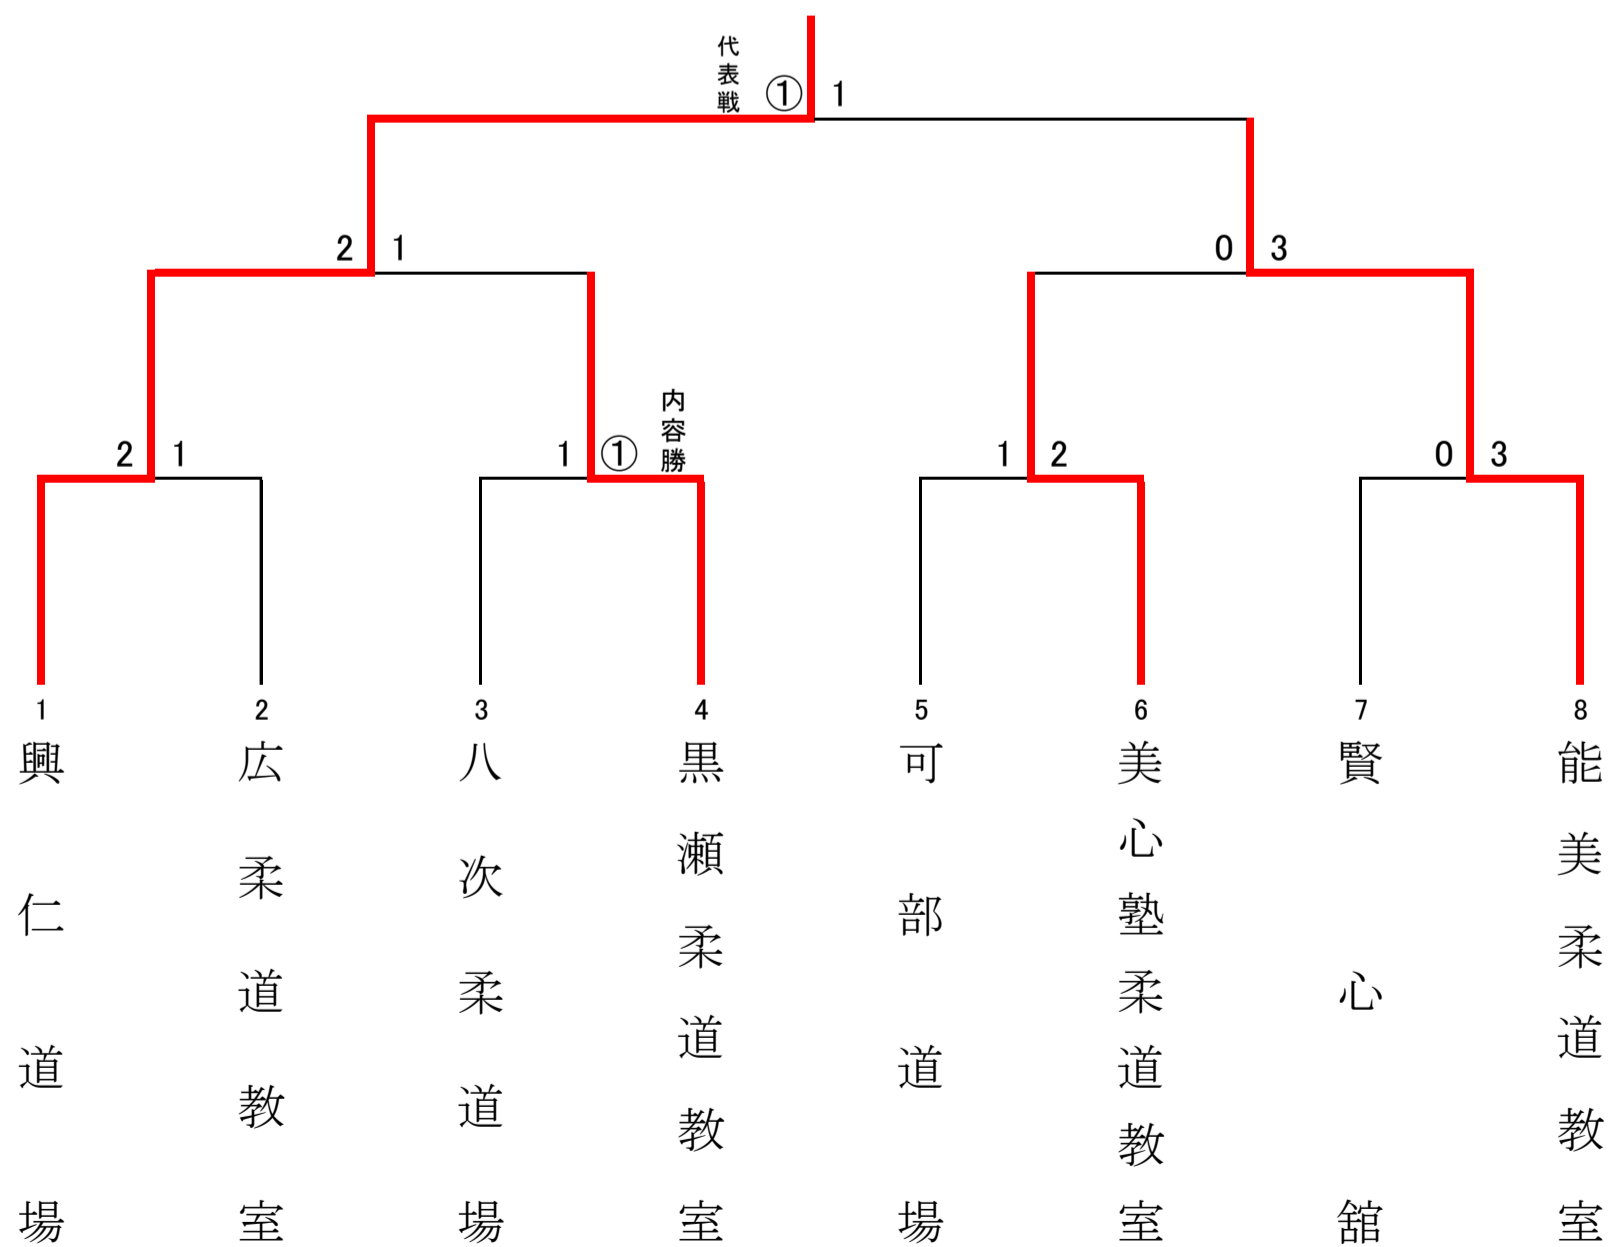 代表戦
① 1
2 1
0 3
内容勝
2 1
1 ①
1 2
0 3
1 2 3 4 5 6 7 8
興仁道場
広柔道教室
八次柔道場
黒瀬柔道教室
可部道場
美心塾柔道教室
賢心舘
能美柔道教室